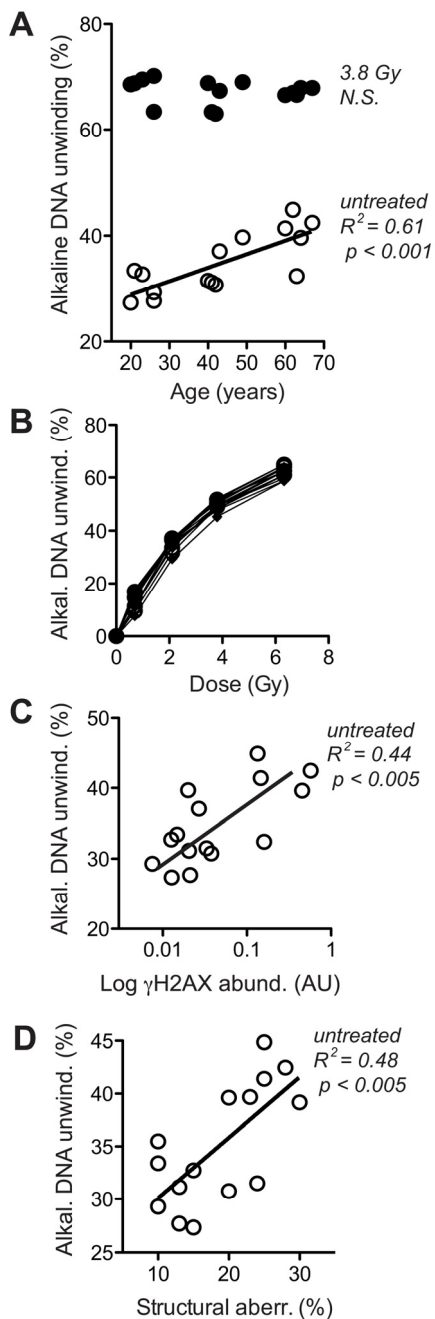 A
Alkaline DNA unwinding (%)
80
60
40
20
3.8 Gy
N.S.
untreated
R² = 0.61
p < 0.001
20 30 40 50 60 70
Age (years)
B
Alkal. DNA unwind. (%)
80
60
40
20
0
0 2 4 6 8
Dose (Gy)
C
Alkal. DNA unwind. (%)
50
40
30
20
untreated
R² = 0.44
p < 0.005
0.01 0.1 1
Log γH2AX abund. (AU)
D
Alkal. DNA unwind. (%)
45
40
35
30
25
untreated
R² = 0.48
p < 0.005
10 20 30
Structural aberr. (%)